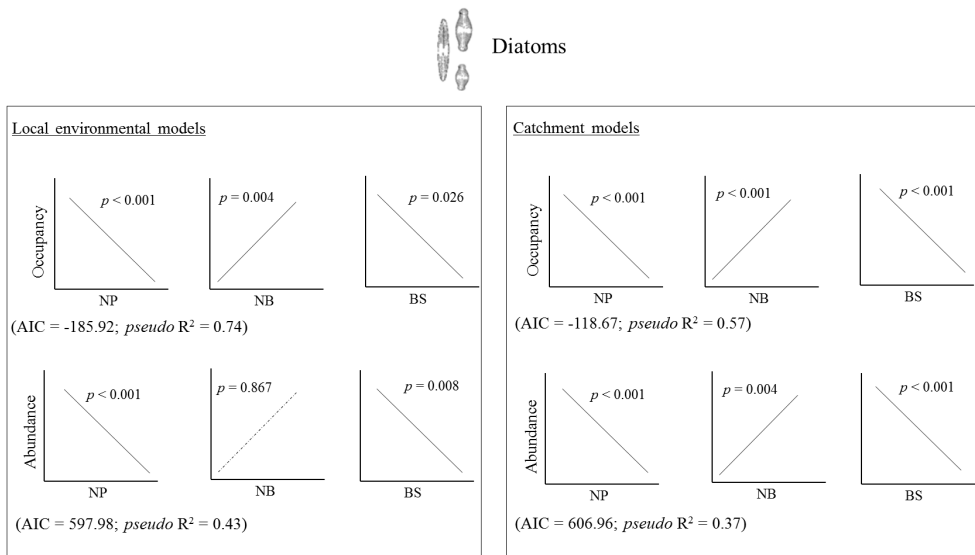 Diatoms
Local environmental models
Occupancy
p < 0.001
NP
p = 0.004
NB
p = 0.026
BS
(AIC = -185.92; pseudo R² = 0.74)
Abundance
p < 0.001
NP
p = 0.867
NB
p = 0.008
BS
(AIC = 597.98; pseudo R² = 0.43)
Catchment models
Occupancy
p < 0.001
NP
p < 0.001
NB
p < 0.001
BS
(AIC = -118.67; pseudo R² = 0.57)
Abundance
p < 0.001
NP
p = 0.004
NB
p < 0.001
BS
(AIC = 606.96; pseudo R² = 0.37)